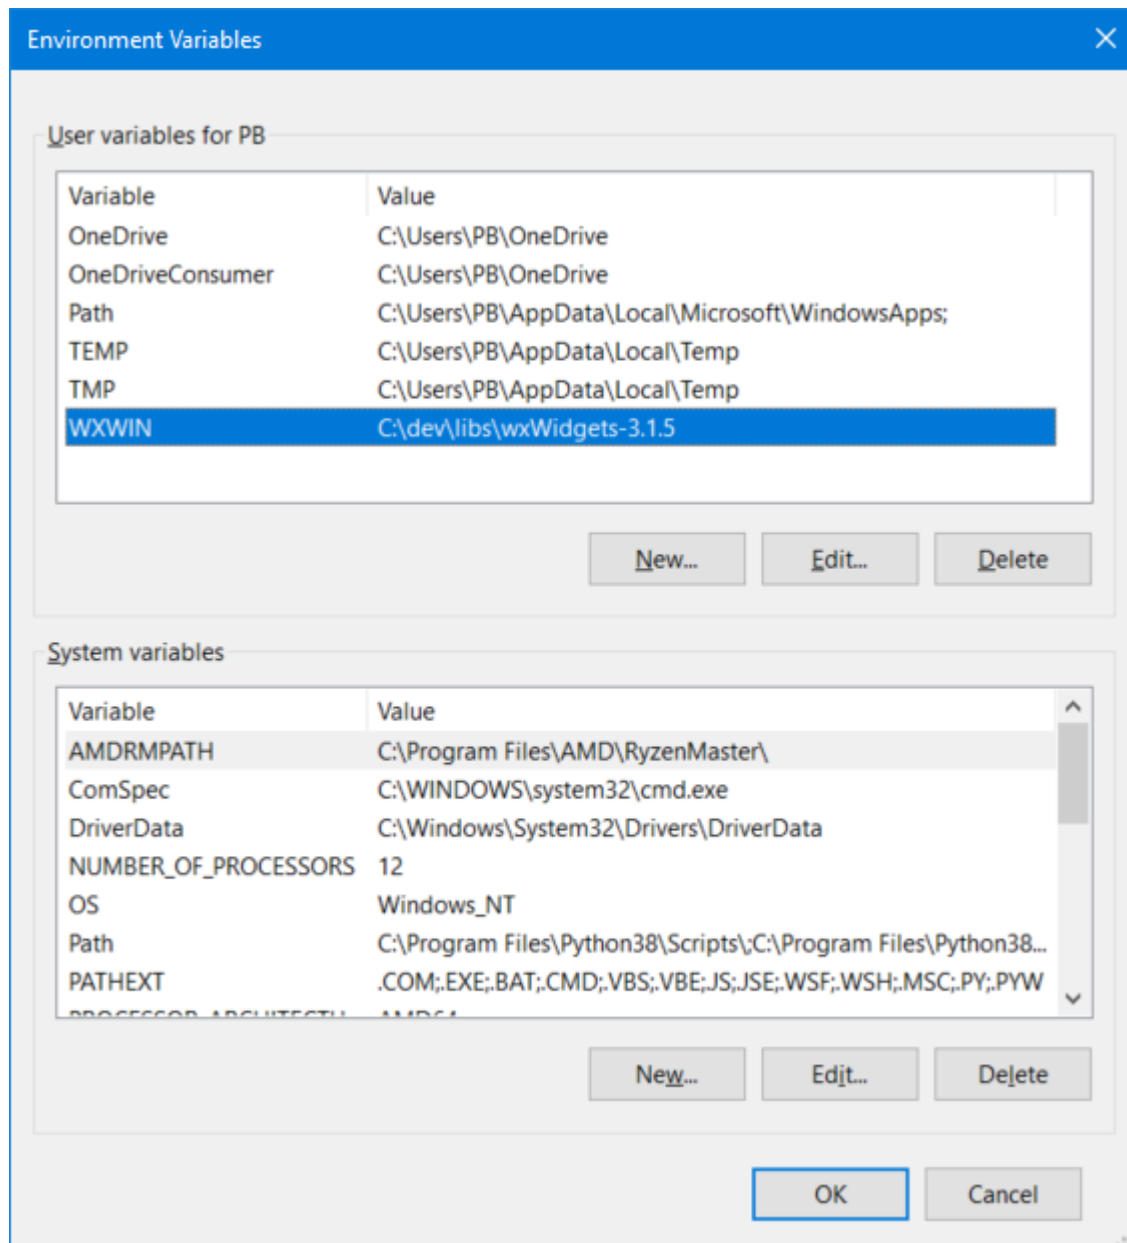 Environment Variables
User variables for PB
Variable Value
OneDrive C:\Users\PB\OneDrive
OneDriveConsumer C:\Users\PB\OneDrive
Path C:\Users\PB\AppData\Local\Microsoft\WindowsApps;
TEMP C:\Users\PB\AppData\Local\Temp
TMP C:\Users\PB\AppData\Local\Temp
WXWIN C:\dev\libs\wxWidgets-3.1.5
New... Edit... Delete
System variables
Variable Value
AMDRMPATH C:\Program Files\AMD\RyzenMaster\
ComSpec C:\WINDOWS\system32\cmd.exe
DriverData C:\Windows\System32\Drivers\DriverData
NUMBER_OF_PROCESSORS 12
OS Windows_NT
Path C:\Program Files\Python38\Scripts\;C:\Program Files\Python38...
PATHEXT .COM;.EXE;.BAT;.CMD;.VBS;.VBE;.JS;.JSE;.WSF;.WSH;.MSC;.PY;.PYW
New... Edit... Delete
OK Cancel